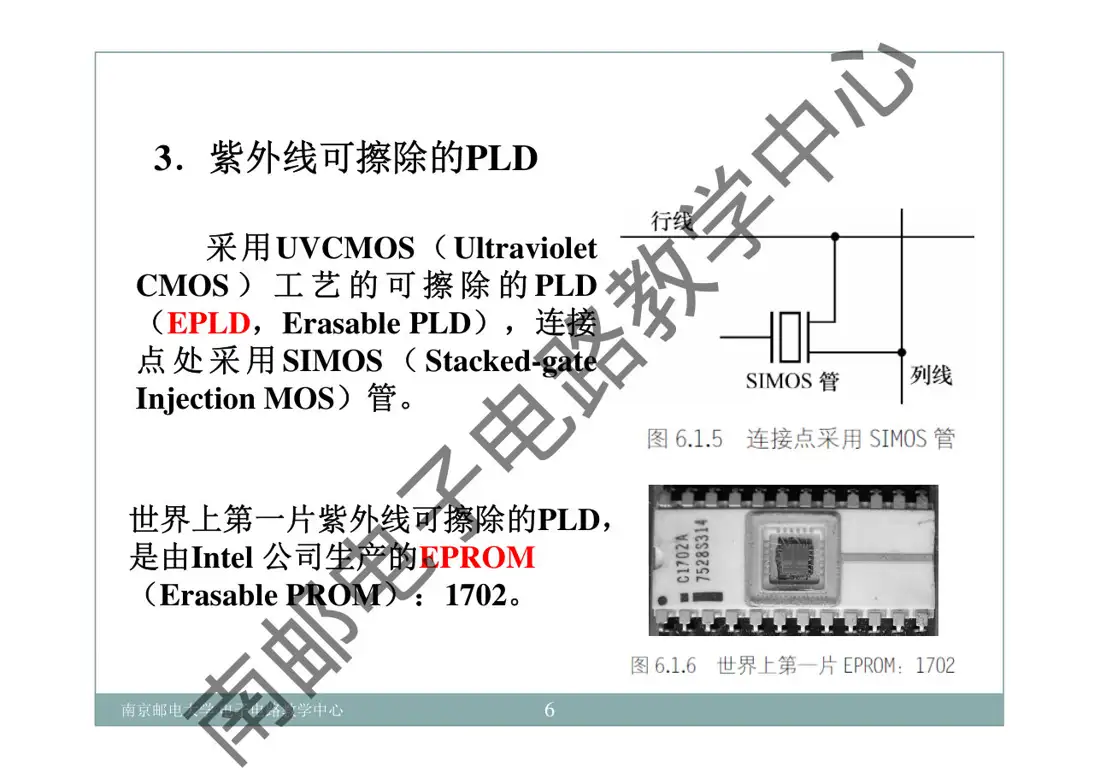 3. 紫外线可擦除的PLD
采用UVCMOS（Ultraviolet
CMOS）工艺的可擦除的PLD
（EPLD，Erasable PLD），连接
点处采用SIMOS（Stacked-gate
Injection MOS）管。
行线
SIMOS 管
列线
图 6.1.5 连接点采用 SIMOS 管
世界上第一片紫外线可擦除的PLD，
是由Intel 公司生产的EPROM
（Erasable PROM）：1702。
C1702A
7528S314
图 6.1.6 世界上第一片 EPROM：1702
南京邮电大学 电子电路教学中心
6
南邮电子电路教学中心